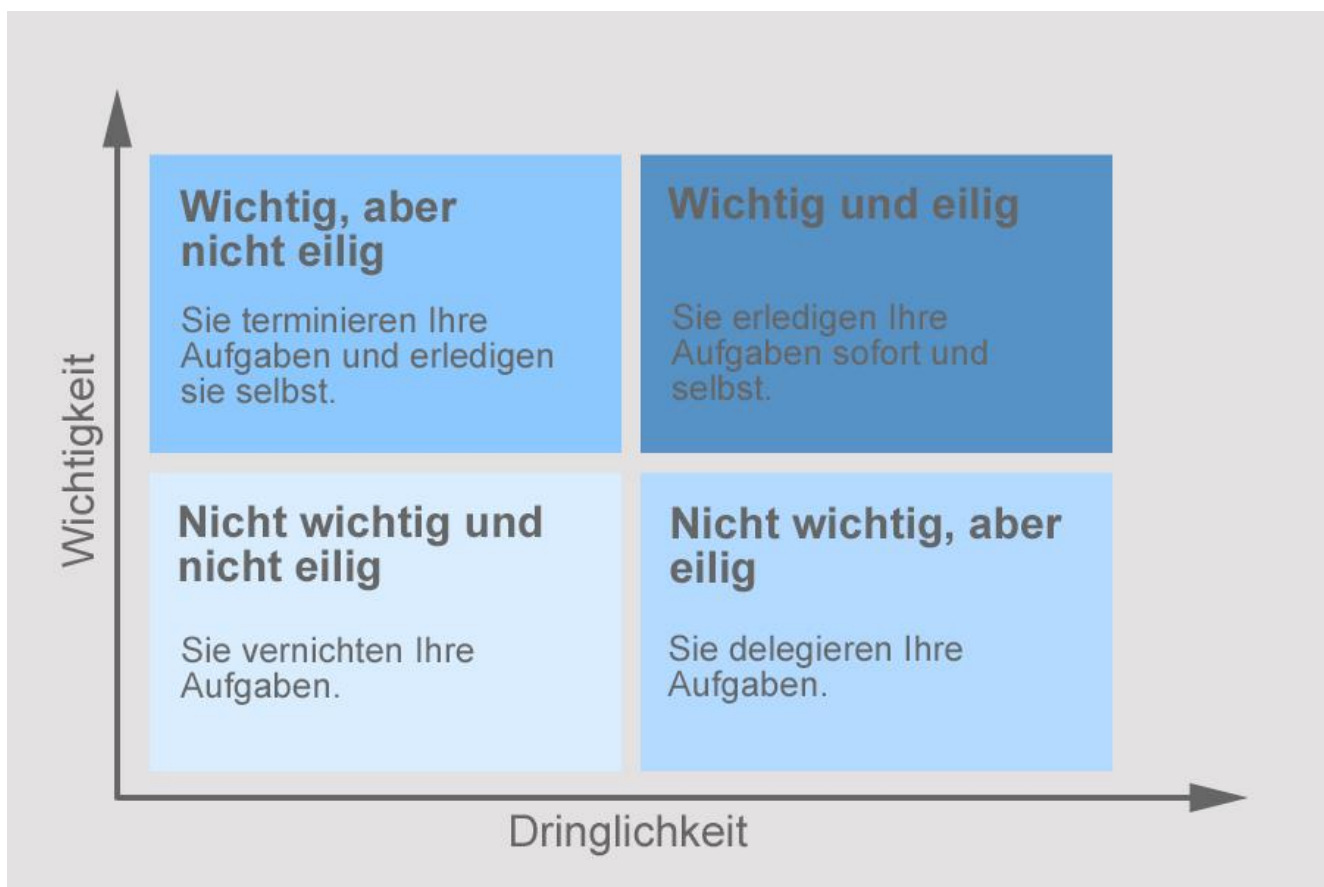 Wichtigkeit
Wichtig, aber
nicht eilig
Sie terminieren Ihre
Aufgaben und erledigen
sie selbst.
Wichtig und eilig
Sie erledigen Ihre
Aufgaben sofort und
selbst.
Nicht wichtig und
nicht eilig
Sie vernichten Ihre
Aufgaben.
Nicht wichtig, aber
eilig
Sie delegieren Ihre
Aufgaben.
Dringlichkeit